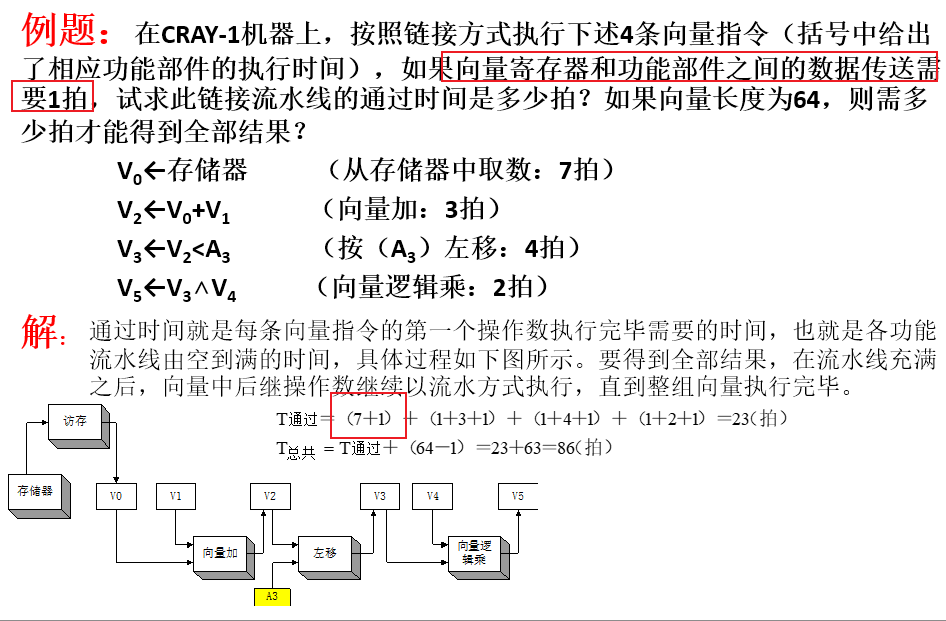 例题：在CRAY-1机器上，按照链接方式执行下述4条向量指令（括号中给出
了相应功能部件的执行时间），如果向量寄存器和功能部件之间的数据传送需
要1拍，试求此链接流水线的通过时间是多少拍？如果向量长度为64，则需多
少拍才能得到全部结果？
V₀←存储器 （从存储器中取数：7拍）
V₂←V₀+V₁ （向量加：3拍）
V₃←V₂<A₃ （按（A₃）左移：4拍）
V₅←V₃∧V₄ （向量逻辑乘：2拍）
解：通过时间就是每条向量指令的第一个操作数执行完毕需要的时间，也就是各功能
流水线由空到满的时间，具体过程如下图所示。要得到全部结果，在流水线充满
之后，向量中后继操作数继续以流水方式执行，直到整组向量执行完毕。
T通过＝（7＋1）＋（1＋3＋1）＋（1＋4＋1）＋（1＋2＋1）＝23（拍）
T总共 ＝T通过＋（64－1）＝23＋63＝86（拍）
访存
存储器
V0
V1
V2
V3
V4
V5
向量加
左移
向量逻
辑乘
A3